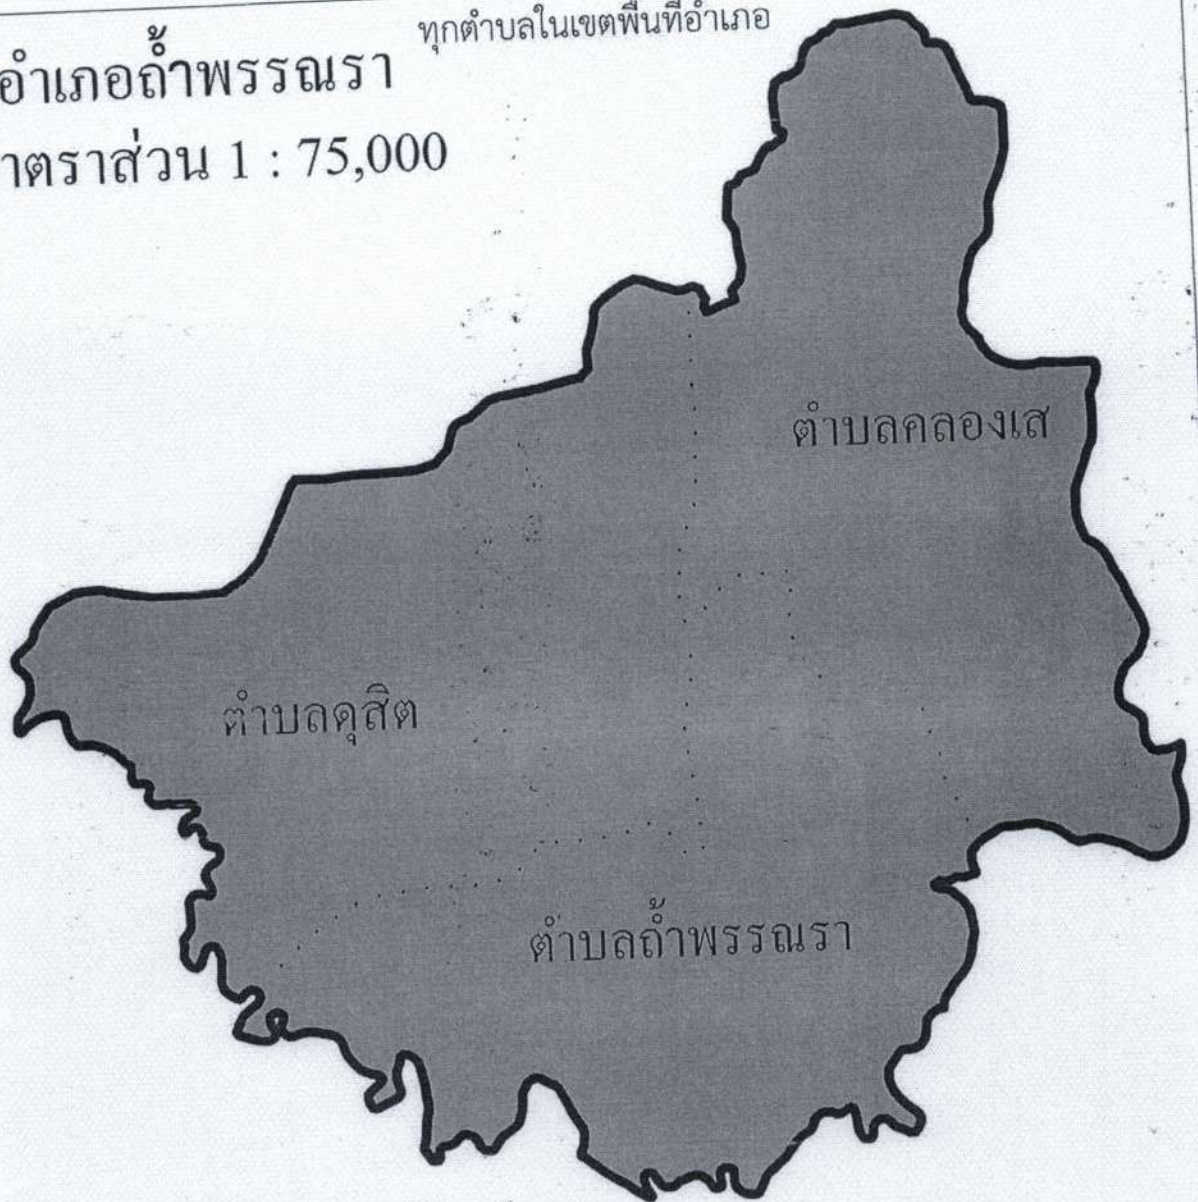 ทุกตำบลในเขตพื้นที่อำเภอ
อำเภอถ้ำพรรณรา
าตราส่วน 1 : 75,000
ตำบลคลองเส
ตำบลดุสิต
ตำบลถ้ำพรรณรา